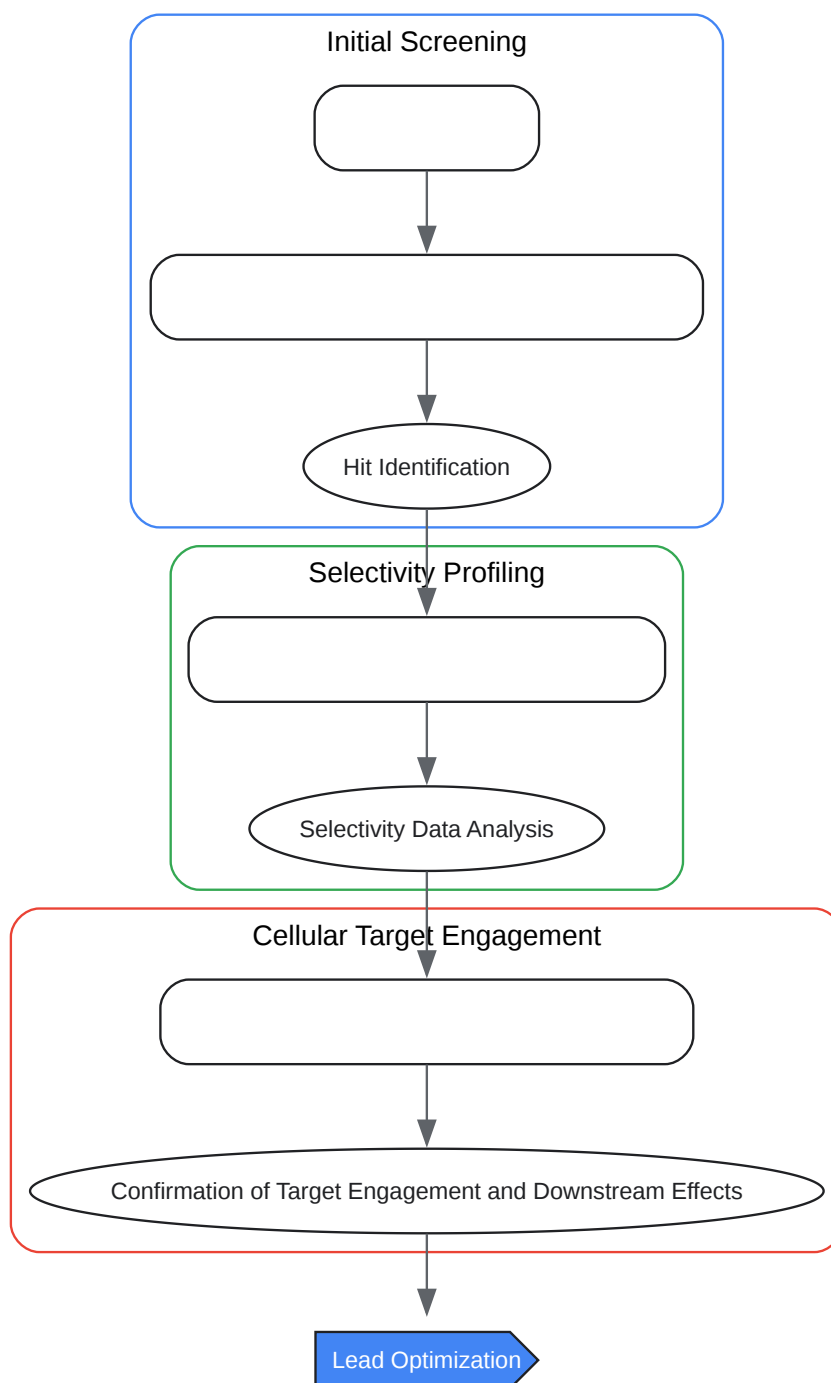 Initial Screening
Hit Identification
Selectivity Profiling
Selectivity Data Analysis
Cellular Target Engagement
Confirmation of Target Engagement and Downstream Effects
Lead Optimization